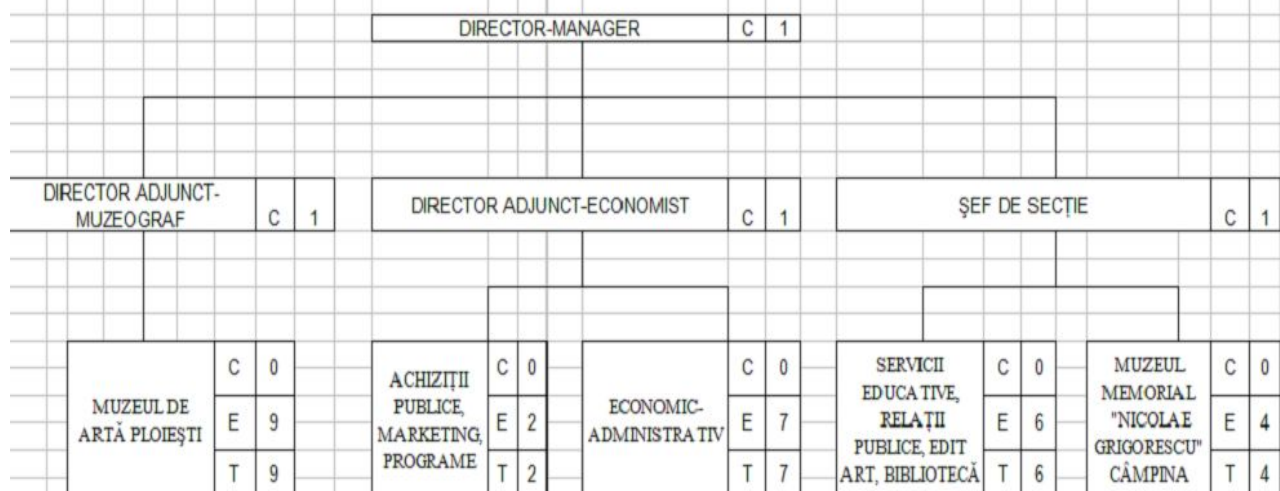 DIRECTOR-MANAGER C 1
DIRECTOR ADJUNCT-
MUZEOGRAF C 1
DIRECTOR ADJUNCT-ECONOMIST C 1
ŞEF DE SECŢIE C 1
MUZEUL DE
ARTĂ PLOIEŞTI
C 0
E 9
T 9
ACHIZIŢII
PUBLICE,
MARKETING,
PROGRAME
C 0
E 2
T 2
ECONOMIC-
ADMINISTRATIV
C 0
E 7
T 7
SERVICII
EDUCATIVE,
RELAŢII
PUBLICE, EDIT
ART, BIBLIOTECĂ
C 0
E 6
T 6
MUZEUL
MEMORIAL
"NICOLAE
GRIGORESCU"
CÂMPINA
C 0
E 4
T 4